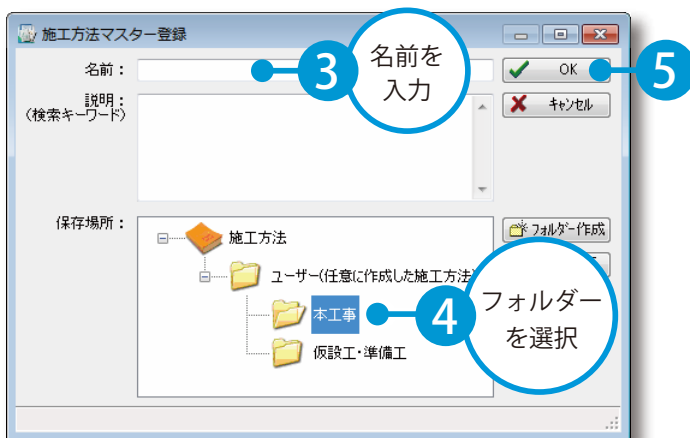 施工方法マスター登録
名前：
3
名前を
入力
OK
5
説明：
(検索キーワード)
キャンセル
保存場所：
施工方法
フォルダー作成
ユーザー(任意に作成した施工方法)
本工事
4
フォルダー
を選択
仮設工・準備工